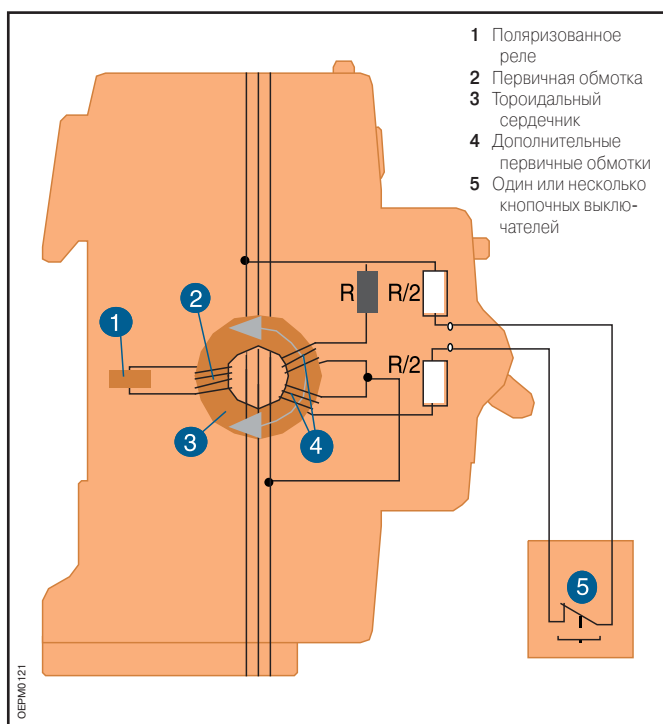 1 Поляризованное
реле
2 Первичная обмотка
3 Тороидальный
сердечник
4 Дополнительные
первичные обмотки
5 Один или несколько
кнопочных выклю-
чателей
R
R/2
R/2
1
2
3
4
5
OEPM0121